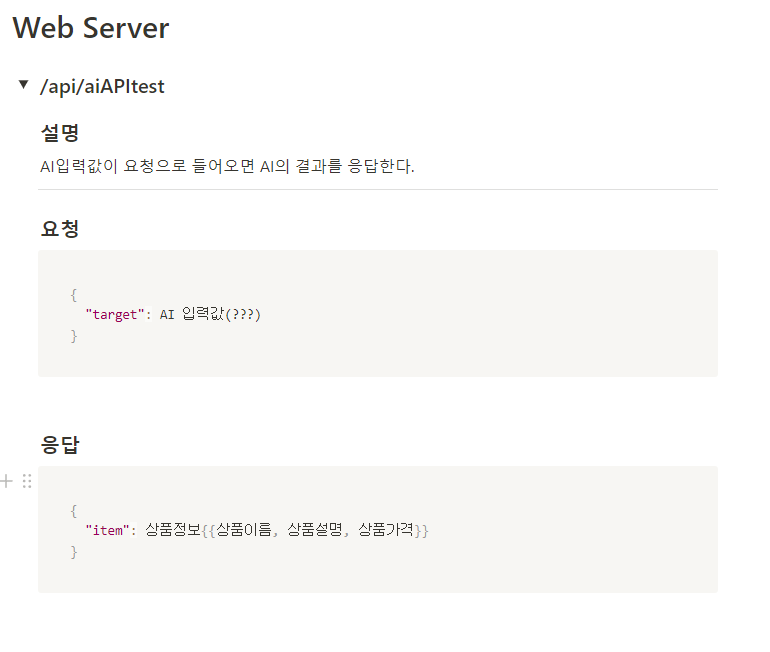 Web Server
/api/aiAPItest
설명
AI입력값이 요청으로 들어오면 AI의 결과를 응답한다.
요청
{
"target": AI 입력값(???)
}
응답
{
"item": 상품정보{{상품이름, 상품설명, 상품가격}}
}